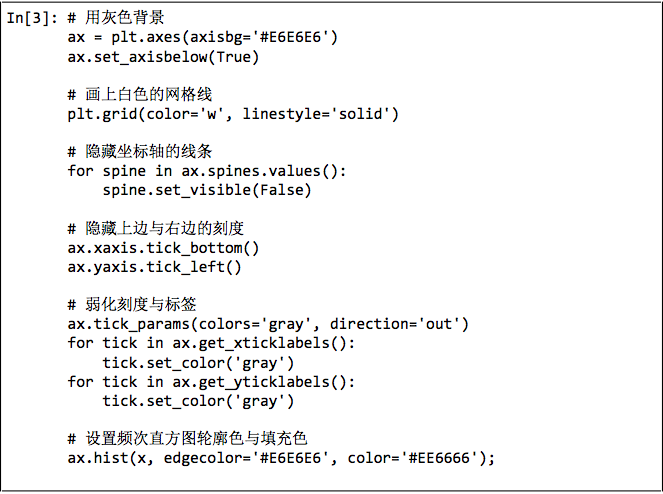 In[3]: # 用灰色背景
ax = plt.axes(axisbg='#E6E6E6')
ax.set_axisbelow(True)
# 画上白色的网格线
plt.grid(color='w', linestyle='solid')
# 隐藏坐标轴的线条
for spine in ax.spines.values():
    spine.set_visible(False)
# 隐藏上边与右边的刻度
ax.xaxis.tick_bottom()
ax.yaxis.tick_left()
# 弱化刻度与标签
ax.tick_params(colors='gray', direction='out')
for tick in ax.get_xticklabels():
    tick.set_color('gray')
for tick in ax.get_yticklabels():
    tick.set_color('gray')
# 设置频次直方图轮廓色与填充色
ax.hist(x, edgecolor='#E6E6E6', color='#EE6666');